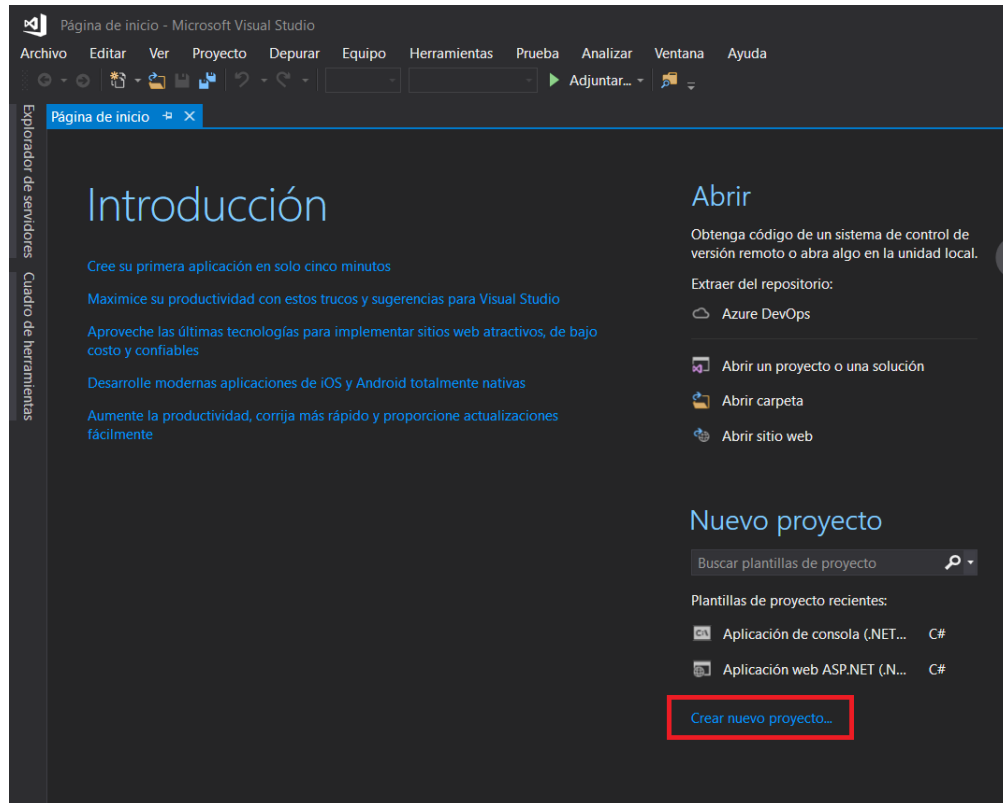 Página de inicio - Microsoft Visual Studio
Archivo Editar Ver Proyecto Depurar Equipo Herramientas Prueba Analizar Ventana Ayuda
Adjuntar...
Explorador de servidores
Cuadro de herramientas
Página de inicio
Introducción
Cree su primera aplicación en solo cinco minutos
Maximice su productividad con estos trucos y sugerencias para Visual Studio
Aproveche las últimas tecnologías para implementar sitios web atractivos, de bajo
costo y confiables
Desarrolle modernas aplicaciones de iOS y Android totalmente nativas
Aumente la productividad, corrija más rápido y proporcione actualizaciones
fácilmente
Abrir
Obtenga código de un sistema de control de
versión remoto o abra algo en la unidad local.
Extraer del repositorio:
Azure DevOps
Abrir un proyecto o una solución
Abrir carpeta
Abrir sitio web
Nuevo proyecto
Buscar plantillas de proyecto
Plantillas de proyecto recientes:
Aplicación de consola (.NET... C#
Aplicación web ASP.NET (.N... C#
Crear nuevo proyecto...